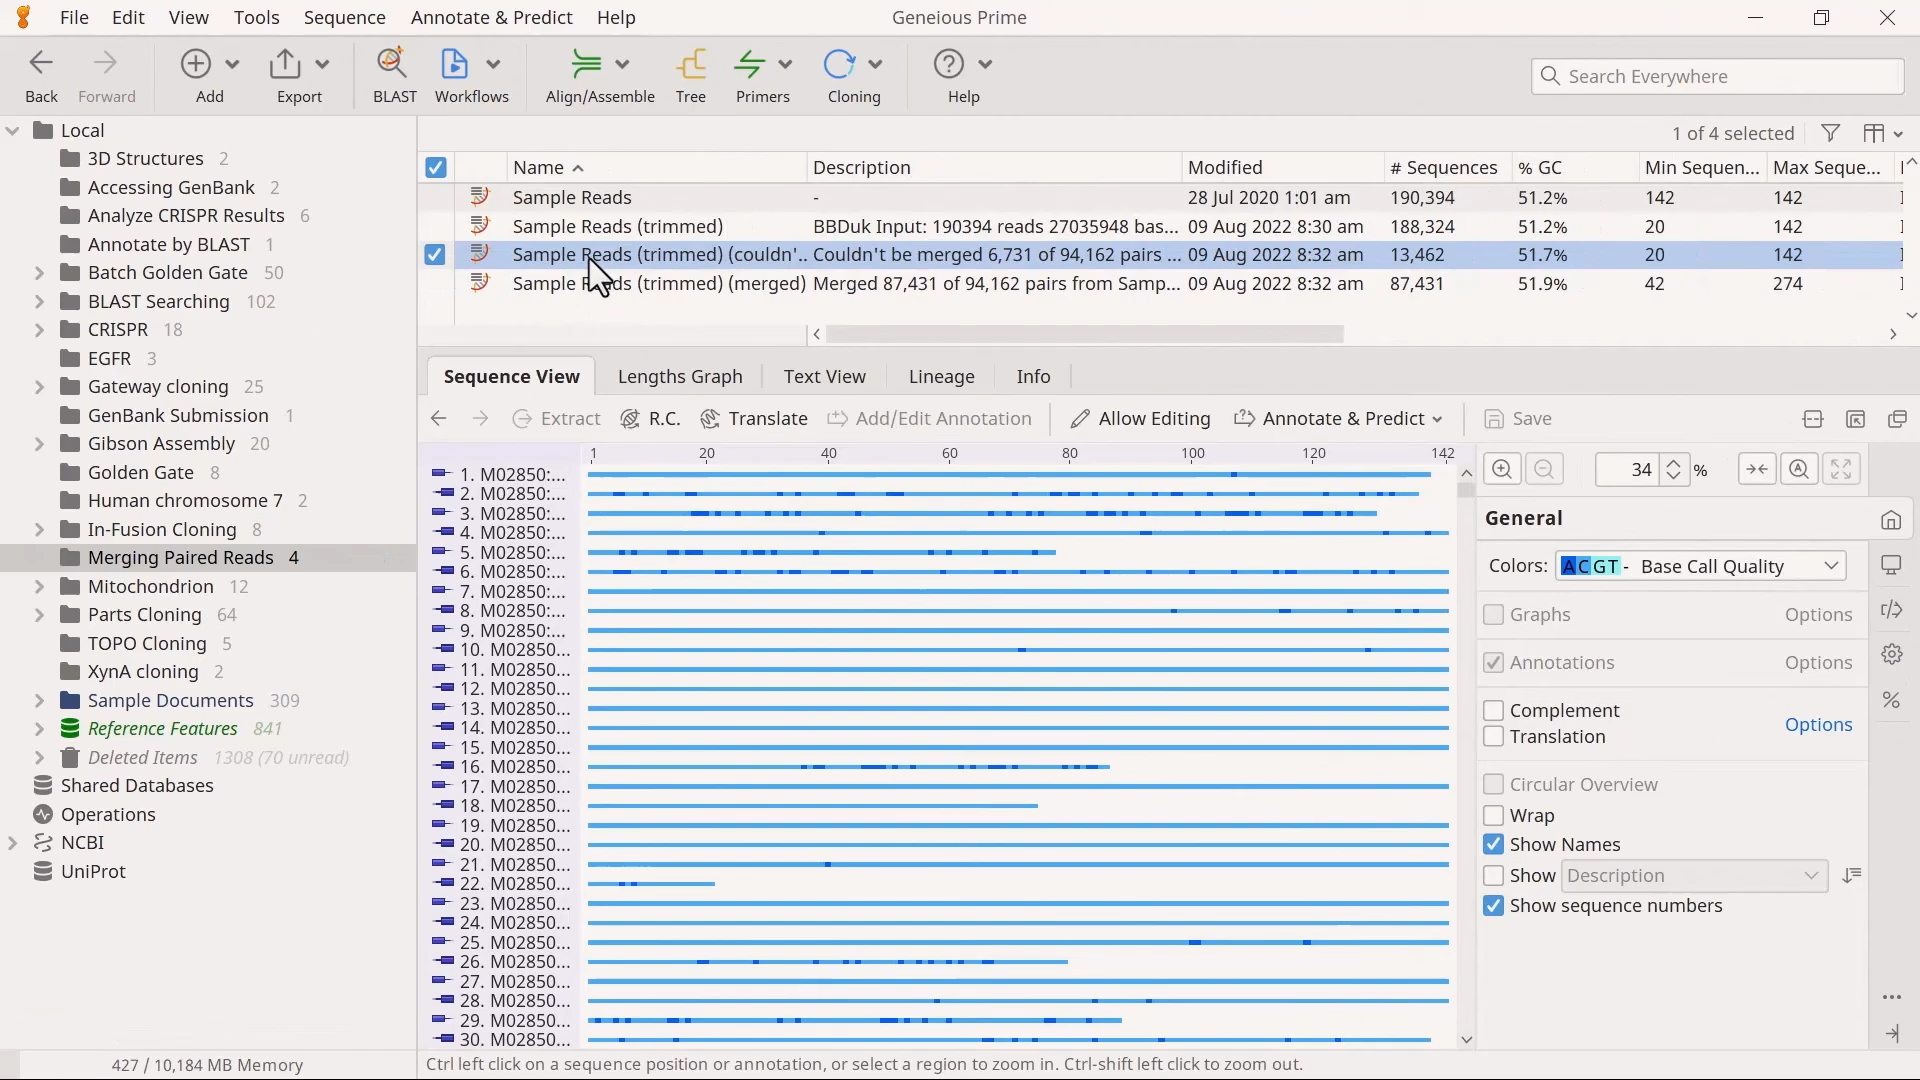 File Edit View Tools Sequence Annotate & Predict Help Geneious Prime
Back Forward Add Export BLAST Workflows Align/Assemble Tree Primers Cloning Help Search Everywhere
Local
3D Structures 2
Accessing GenBank 2
Analyze CRISPR Results 6
Annotate by BLAST 1
Batch Golden Gate 50
BLAST Searching 102
CRISPR 18
EGFR 3
Gateway cloning 25
GenBank Submission 1
Gibson Assembly 20
Golden Gate 8
Human chromosome 7 2
In-Fusion Cloning 8
Merging Paired Reads 4
Mitochondrion 12
Parts Cloning 64
TOPO Cloning 5
XynA cloning 2
Sample Documents 309
Reference Features 841
Deleted Items 1308 (70 unread)
Shared Databases
Operations
NCBI
UniProt
427 / 10,184 MB Memory
1 of 4 selected
Name Description Modified # Sequences % GC Min Sequen... Max Seque...
Sample Reads - 28 Jul 2020 1:01 am 190,394 51.2% 142 142
Sample Reads (trimmed) BBDuk Input: 190394 reads 27035948 bas... 09 Aug 2022 8:30 am 188,324 51.2% 20 142
Sample Reads (trimmed) (couldn'.. Couldn't be merged 6,731 of 94,162 pairs ... 09 Aug 2022 8:32 am 13,462 51.7% 20 142
Sample (trimmed) (merged) Merged 87,431 of 94,162 pairs from Samp... 09 Aug 2022 8:32 am 87,431 51.9% 42 274
Sequence View Lengths Graph Text View Lineage Info
Extract R.C. Translate Add/Edit Annotation Allow Editing Annotate & Predict Save
1 20 40 60 80 100 120 142
1. M02850:...
2. M02850:...
3. M02850:...
4. M02850:...
5. M02850:...
6. M02850:...
7. M02850:...
8. M02850:...
9. M02850:...
10. M02850...
11. M02850...
12. M02850...
13. M02850...
14. M02850...
15. M02850...
16. M02850...
17. M02850...
18. M02850...
19. M02850...
20. M02850...
21. M02850...
22. M02850...
23. M02850...
24. M02850...
25. M02850...
26. M02850...
27. M02850...
28. M02850...
29. M02850...
30. M02850...
34 %
General
Colors: ACGT - Base Call Quality
Graphs Options
Annotations Options
Complement
Translation
Options
Circular Overview
Wrap
Show Names
Show Description
Show sequence numbers
Ctrl left click on a sequence position or annotation, or select a region to zoom in. Ctrl-shift left click to zoom out.